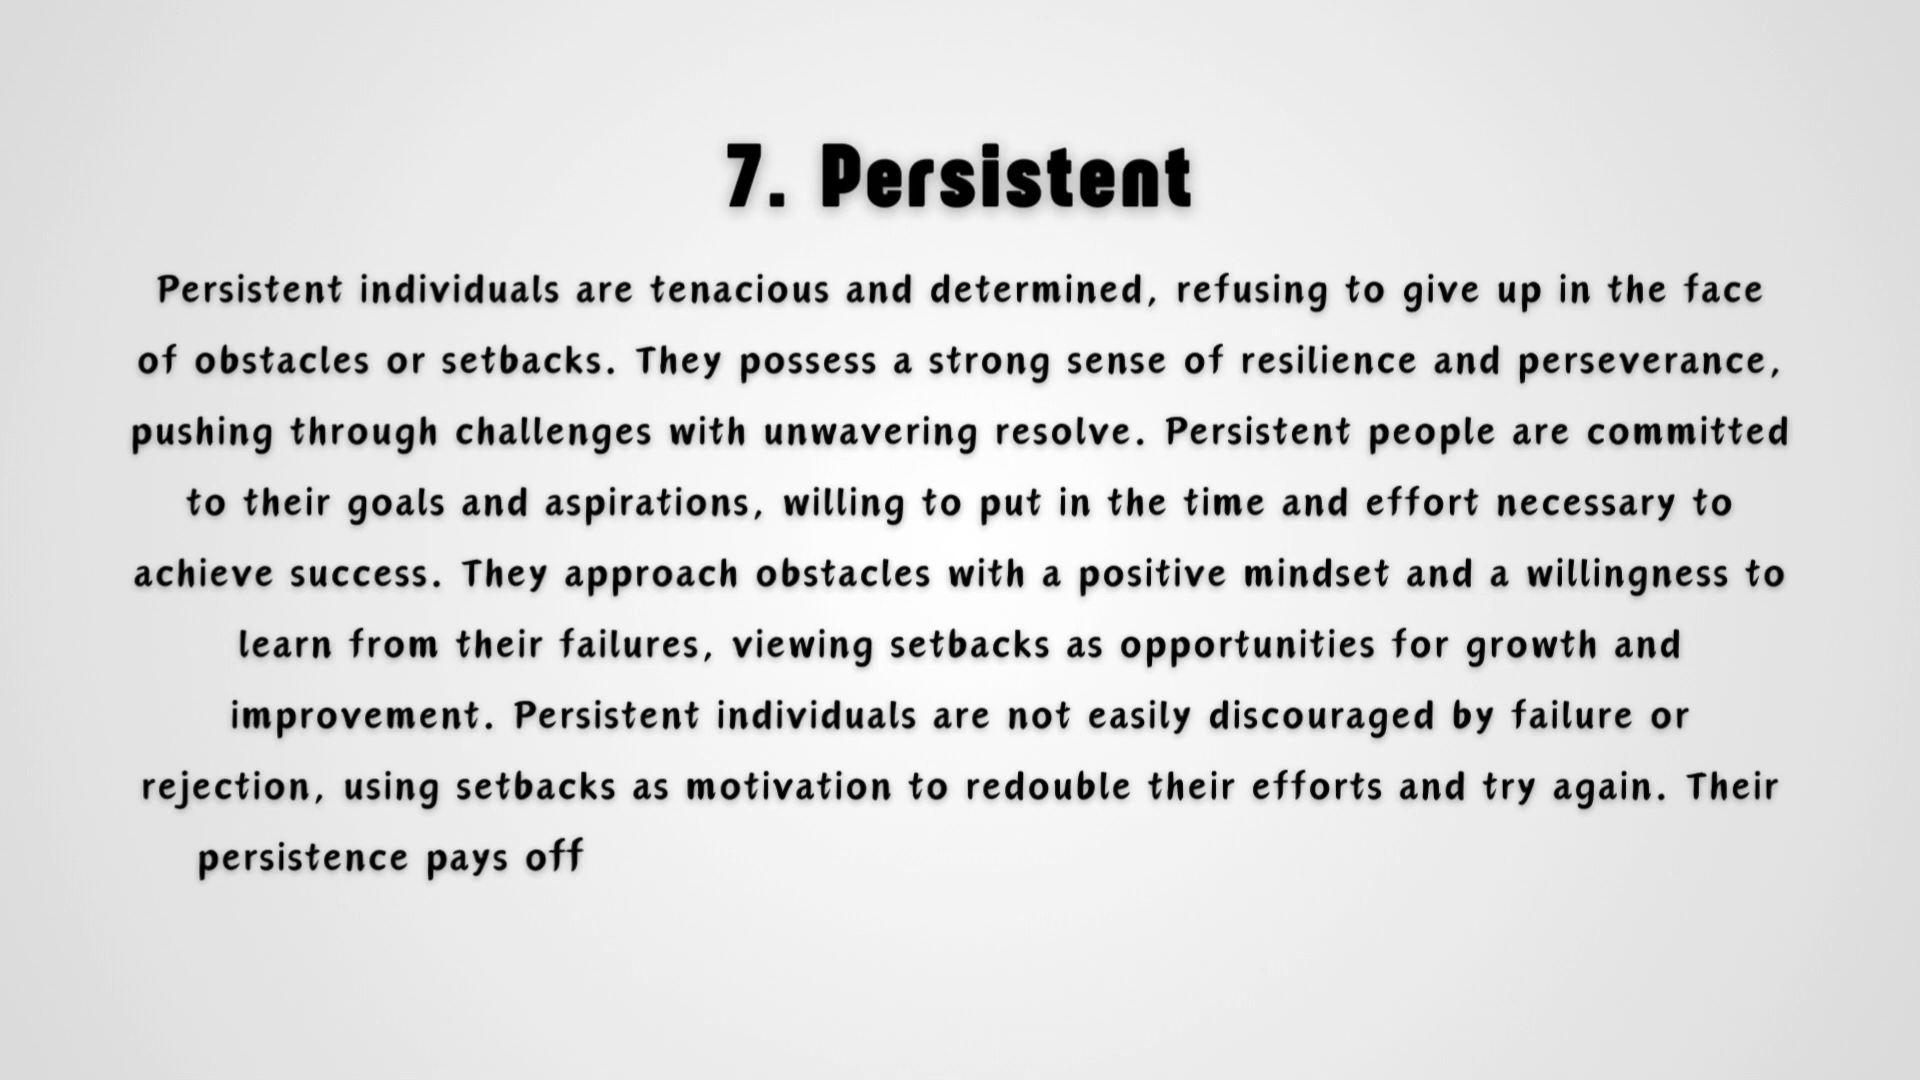 7. Persistent
Persistent individuals are tenacious and determined, refusing to give up in the face
of obstacles or setbacks. They possess a strong sense of resilience and perseverance,
pushing through challenges with unwavering resolve. Persistent people are committed
to their goals and aspirations, willing to put in the time and effort necessary to
achieve success. They approach obstacles with a positive mindset and a willingness to
learn from their failures, viewing setbacks as opportunities for growth and
improvement. Persistent individuals are not easily discouraged by failure or
rejection, using setbacks as motivation to redouble their efforts and try again. Their
persistence pays off